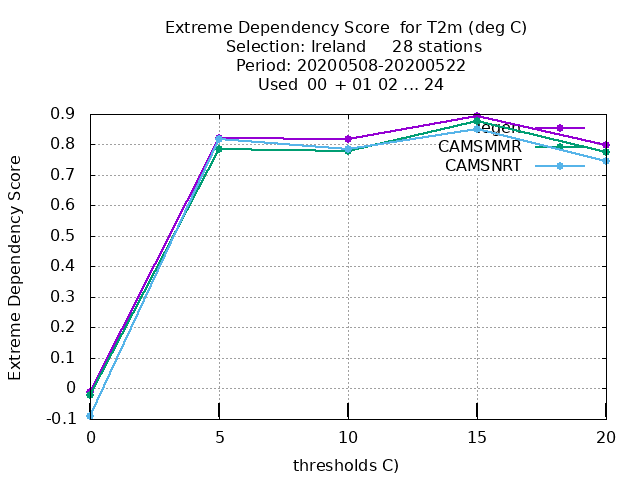 Extreme Dependency Score for T2m (deg C)
Selection: Ireland 28 stations
Period: 20200508-20200522
Used 00 + 01 02 ... 24
Extreme Dependency Score
0.9
0.8
0.7
0.6
0.5
0.4
0.3
0.2
0.1
0
-0.1
CAMSMMR
CAMSNRT
0 5 10 15 20
thresholds C)